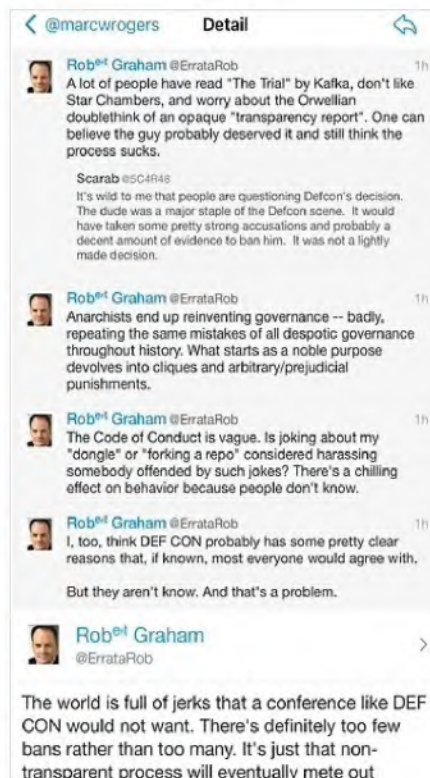 @marcwrogers Detail
Robᵉʳᵗ Graham @ErrataRob 1h
A lot of people have read "The Trial" by Kafka, don't like
Star Chambers, and worry about the Orwellian
doublethink of an opaque "transparency report". One can
believe the guy probably deserved it and still think the
process sucks.
Scarab @SC4R48
It's wild to me that people are questioning Defcon's decision.
The dude was a major staple of the Defcon scene. It would
have taken some pretty strong accusations and probably a
decent amount of evidence to ban him. It was not a lightly
made decision.
Robᵉʳᵗ Graham @ErrataRob 1h
Anarchists end up reinventing governance -- badly,
repeating the same mistakes of all despotic governance
throughout history. What starts as a noble purpose
devolves into cliques and arbitrary/prejudicial
punishments.
Robᵉʳᵗ Graham @ErrataRob 1h
The Code of Conduct is vague. Is joking about my
"dongle" or "forking a repo" considered harassing
somebody offended by such jokes? There's a chilling
effect on behavior because people don't know.
Robᵉʳᵗ Graham @ErrataRob 1h
I, too, think DEF CON probably has some pretty clear
reasons that, if known, most everyone would agree with.
But they aren't know. And that's a problem.
Robᵉʳᵗ Graham
@ErrataRob
The world is full of jerks that a conference like DEF
CON would not want. There's definitely too few
bans rather than too many. It's just that non-
transparent process will eventually mete out